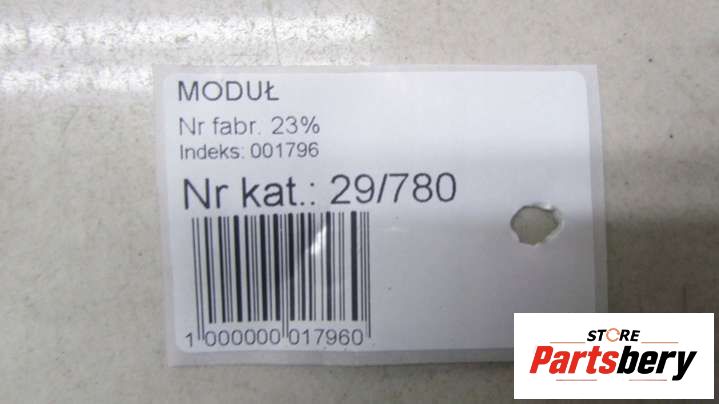 MODUŁ
Nr fabr. 23%
Indeks: 001796
Nr kat.: 29/780
1 000000 017960
STORE
Partsbery